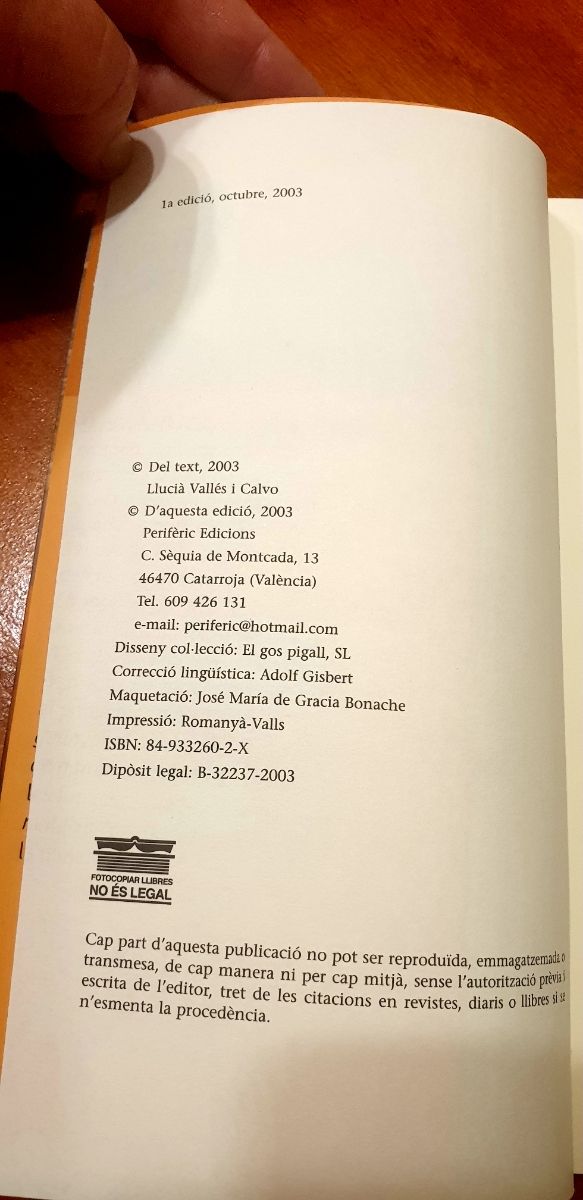 1a edició, octubre, 2003
© Del text, 2003
Llucià Vallés i Calvo
© D'aquesta edició, 2003
Perifèric Edicions
C. Sèquia de Montcada, 13
46470 Catarroja (València)
Tel. 609 426 131
e-mail: periferic@hotmail.com
Disseny col·lecció: El gos pigall, SL
Correcció lingüística: Adolf Gisbert
Maquetació: José María de Gracia Bonache
Impressió: Romanyà-Valls
ISBN: 84-933260-2-X
Dipòsit legal: B-32237-2003
FOTOCOPIAR LLIBRES
NO ÉS LEGAL
Cap part d'aquesta publicació no pot ser reproduïda, emmagatzemada o
transmesa, de cap manera ni per cap mitjà, sense l'autorització prèvia i
escrita de l'editor, tret de les citacions en revistes, diaris o llibres si se
n'esmenta la procedència.